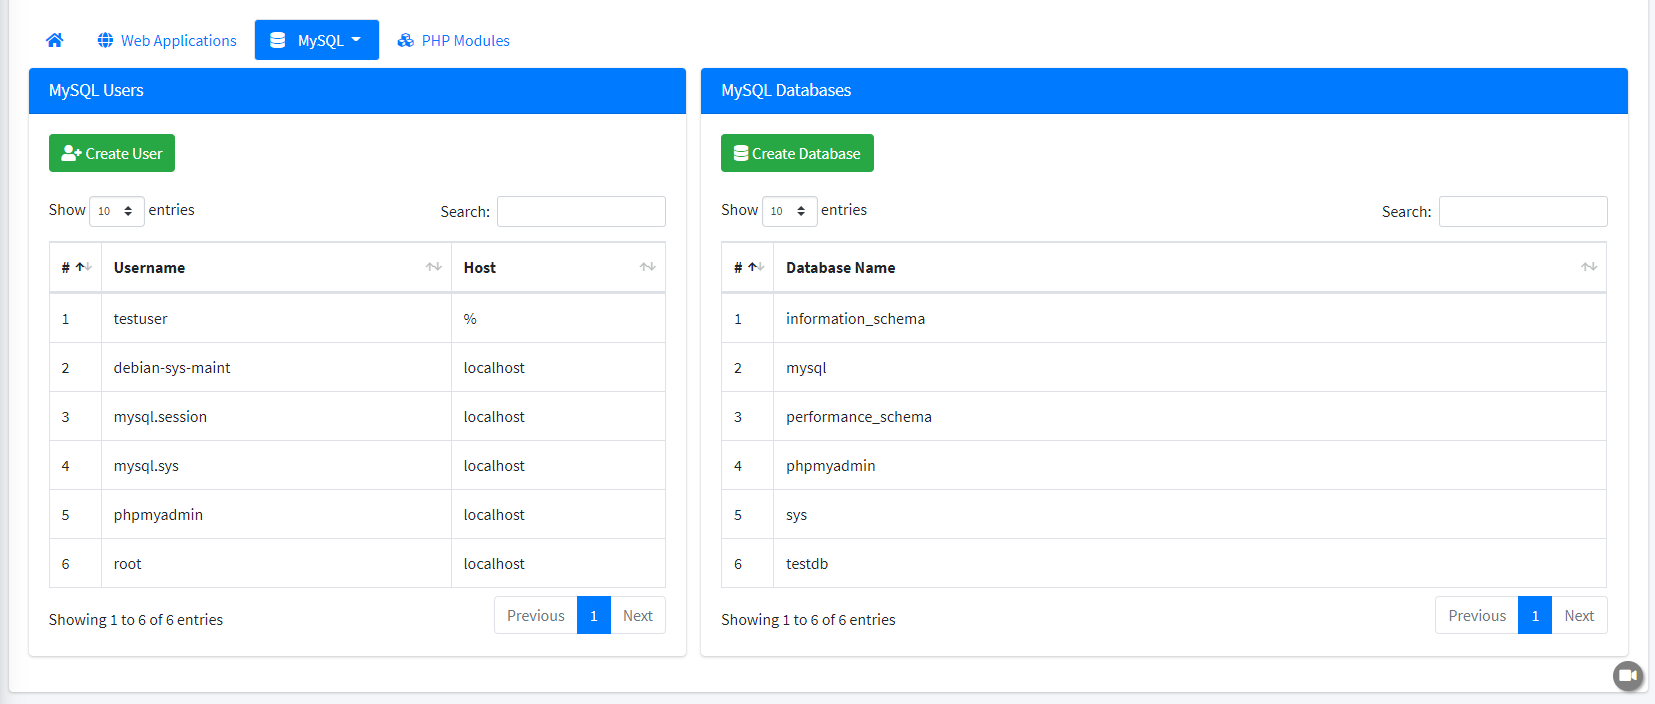 Web Applications MySQL PHP Modules
MySQL Users
Create User
Show 10 entries Search:
# Username Host
1 testuser %
2 debian-sys-maint localhost
3 mysql.session localhost
4 mysql.sys localhost
5 phpmyadmin localhost
6 root localhost
Showing 1 to 6 of 6 entries Previous 1 Next
MySQL Databases
Create Database
Show 10 entries Search:
# Database Name
1 information_schema
2 mysql
3 performance_schema
4 phpmyadmin
5 sys
6 testdb
Showing 1 to 6 of 6 entries Previous 1 Next